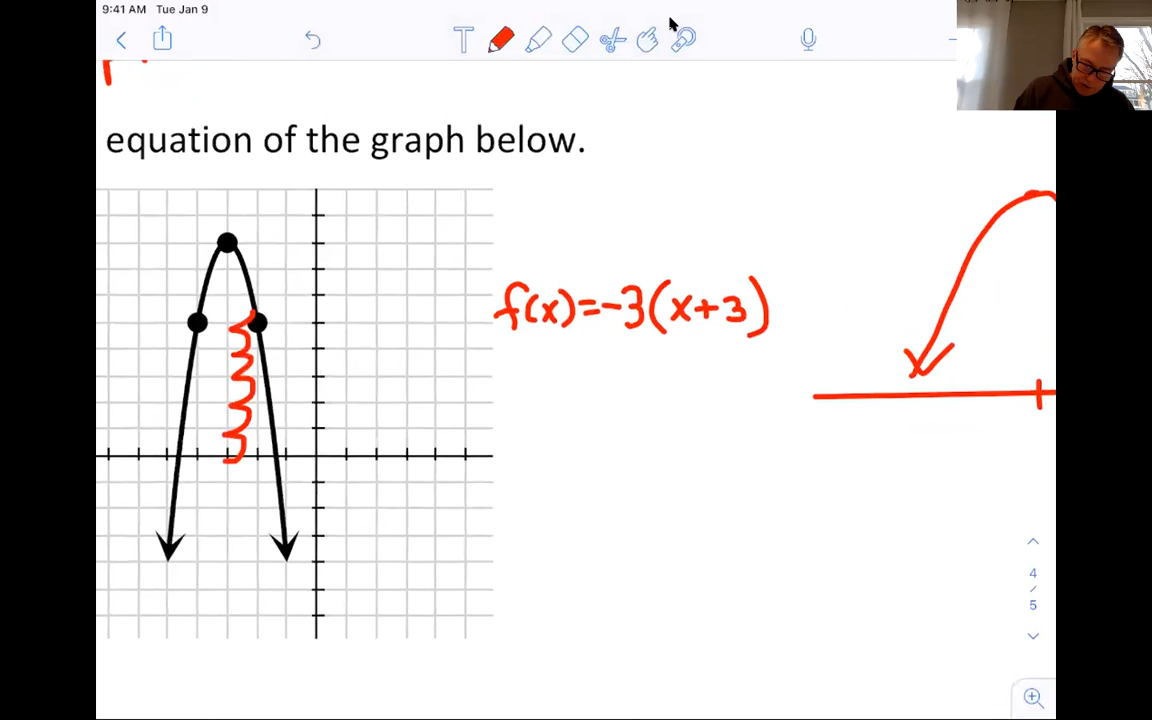 9:41 AM Tue Jan 9
T
equation of the graph below.
f(x)=-3(x+3)
4
/
5